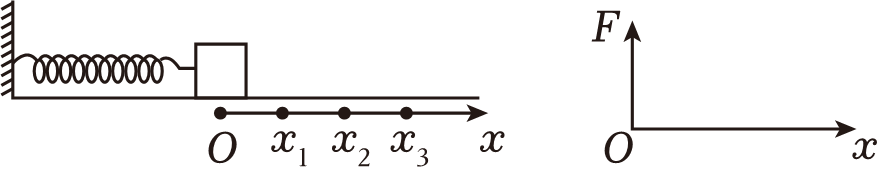 O x₁ x₂ x₃ x
F
O x